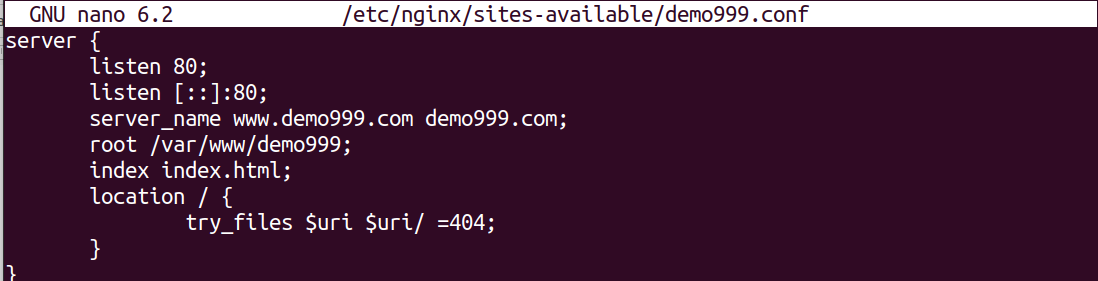 GNU nano 6.2 /etc/nginx/sites-available/demo999.conf
server {
listen 80;
listen [::]:80;
server_name www.demo999.com demo999.com;
root /var/www/demo999;
index index.html;
location / {
try_files $uri $uri/ =404;
}
}